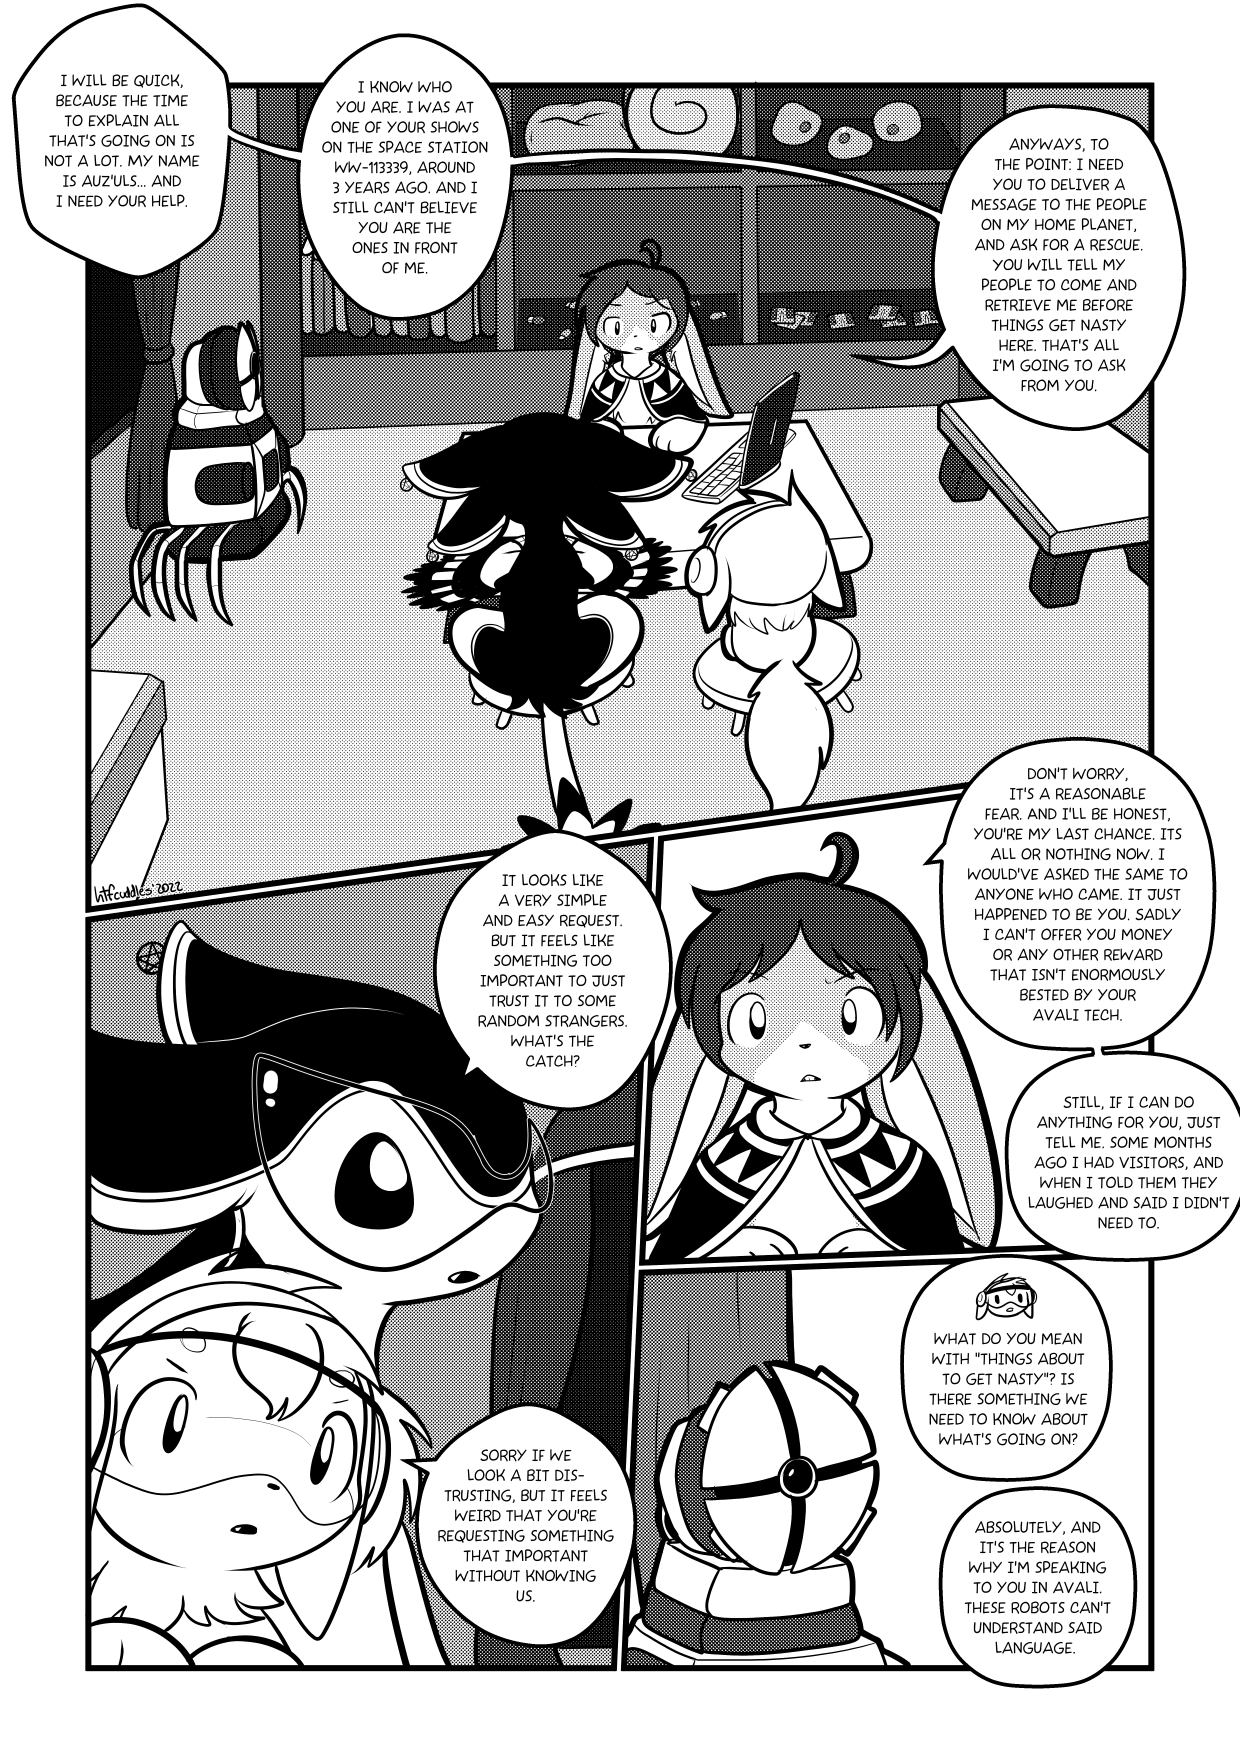 I WILL BE QUICK,
BECAUSE THE TIME
TO EXPLAIN ALL
THAT'S GOING ON IS
NOT A LOT. MY NAME
IS AUZ'ULS... AND
I NEED YOUR HELP.
I KNOW WHO
YOU ARE. I WAS AT
ONE OF YOUR SHOWS
ON THE SPACE STATION
WW-113339, AROUND
3 YEARS AGO. AND I
STILL CAN'T BELIEVE
YOU ARE THE
ONES IN FRONT
OF ME.
ANYWAYS, TO
THE POINT: I NEED
YOU TO DELIVER A
MESSAGE TO THE PEOPLE
ON MY HOME PLANET,
AND ASK FOR A RESCUE.
YOU WILL TELL MY
PEOPLE TO COME AND
RETRIEVE ME BEFORE
THINGS GET NASTY
HERE. THAT'S ALL
I'M GOING TO ASK
FROM YOU.
htfcuddles·2022
IT LOOKS LIKE
A VERY SIMPLE
AND EASY REQUEST.
BUT IT FEELS LIKE
SOMETHING TOO
IMPORTANT TO JUST
TRUST IT TO SOME
RANDOM STRANGERS.
WHAT'S THE
CATCH?
SORRY IF WE
LOOK A BIT DIS-
TRUSTING, BUT IT FEELS
WEIRD THAT YOU'RE
REQUESTING SOMETHING
THAT IMPORTANT
WITHOUT KNOWING
US.
DON'T WORRY,
IT'S A REASONABLE
FEAR. AND I'LL BE HONEST,
YOU'RE MY LAST CHANCE. ITS
ALL OR NOTHING NOW. I
WOULD'VE ASKED THE SAME TO
ANYONE WHO CAME. IT JUST
HAPPENED TO BE YOU. SADLY
I CAN'T OFFER YOU MONEY
OR ANY OTHER REWARD
THAT ISN'T ENORMOUSLY
BESTED BY YOUR
AVALI TECH.
STILL, IF I CAN DO
ANYTHING FOR YOU, JUST
TELL ME. SOME MONTHS
AGO I HAD VISITORS, AND
WHEN I TOLD THEM THEY
LAUGHED AND SAID I DIDN'T
NEED TO.
WHAT DO YOU MEAN
WITH "THINGS ABOUT
TO GET NASTY"? IS
THERE SOMETHING WE
NEED TO KNOW ABOUT
WHAT'S GOING ON?
ABSOLUTELY, AND
IT'S THE REASON
WHY I'M SPEAKING
TO YOU IN AVALI.
THESE ROBOTS CAN'T
UNDERSTAND SAID
LANGUAGE.